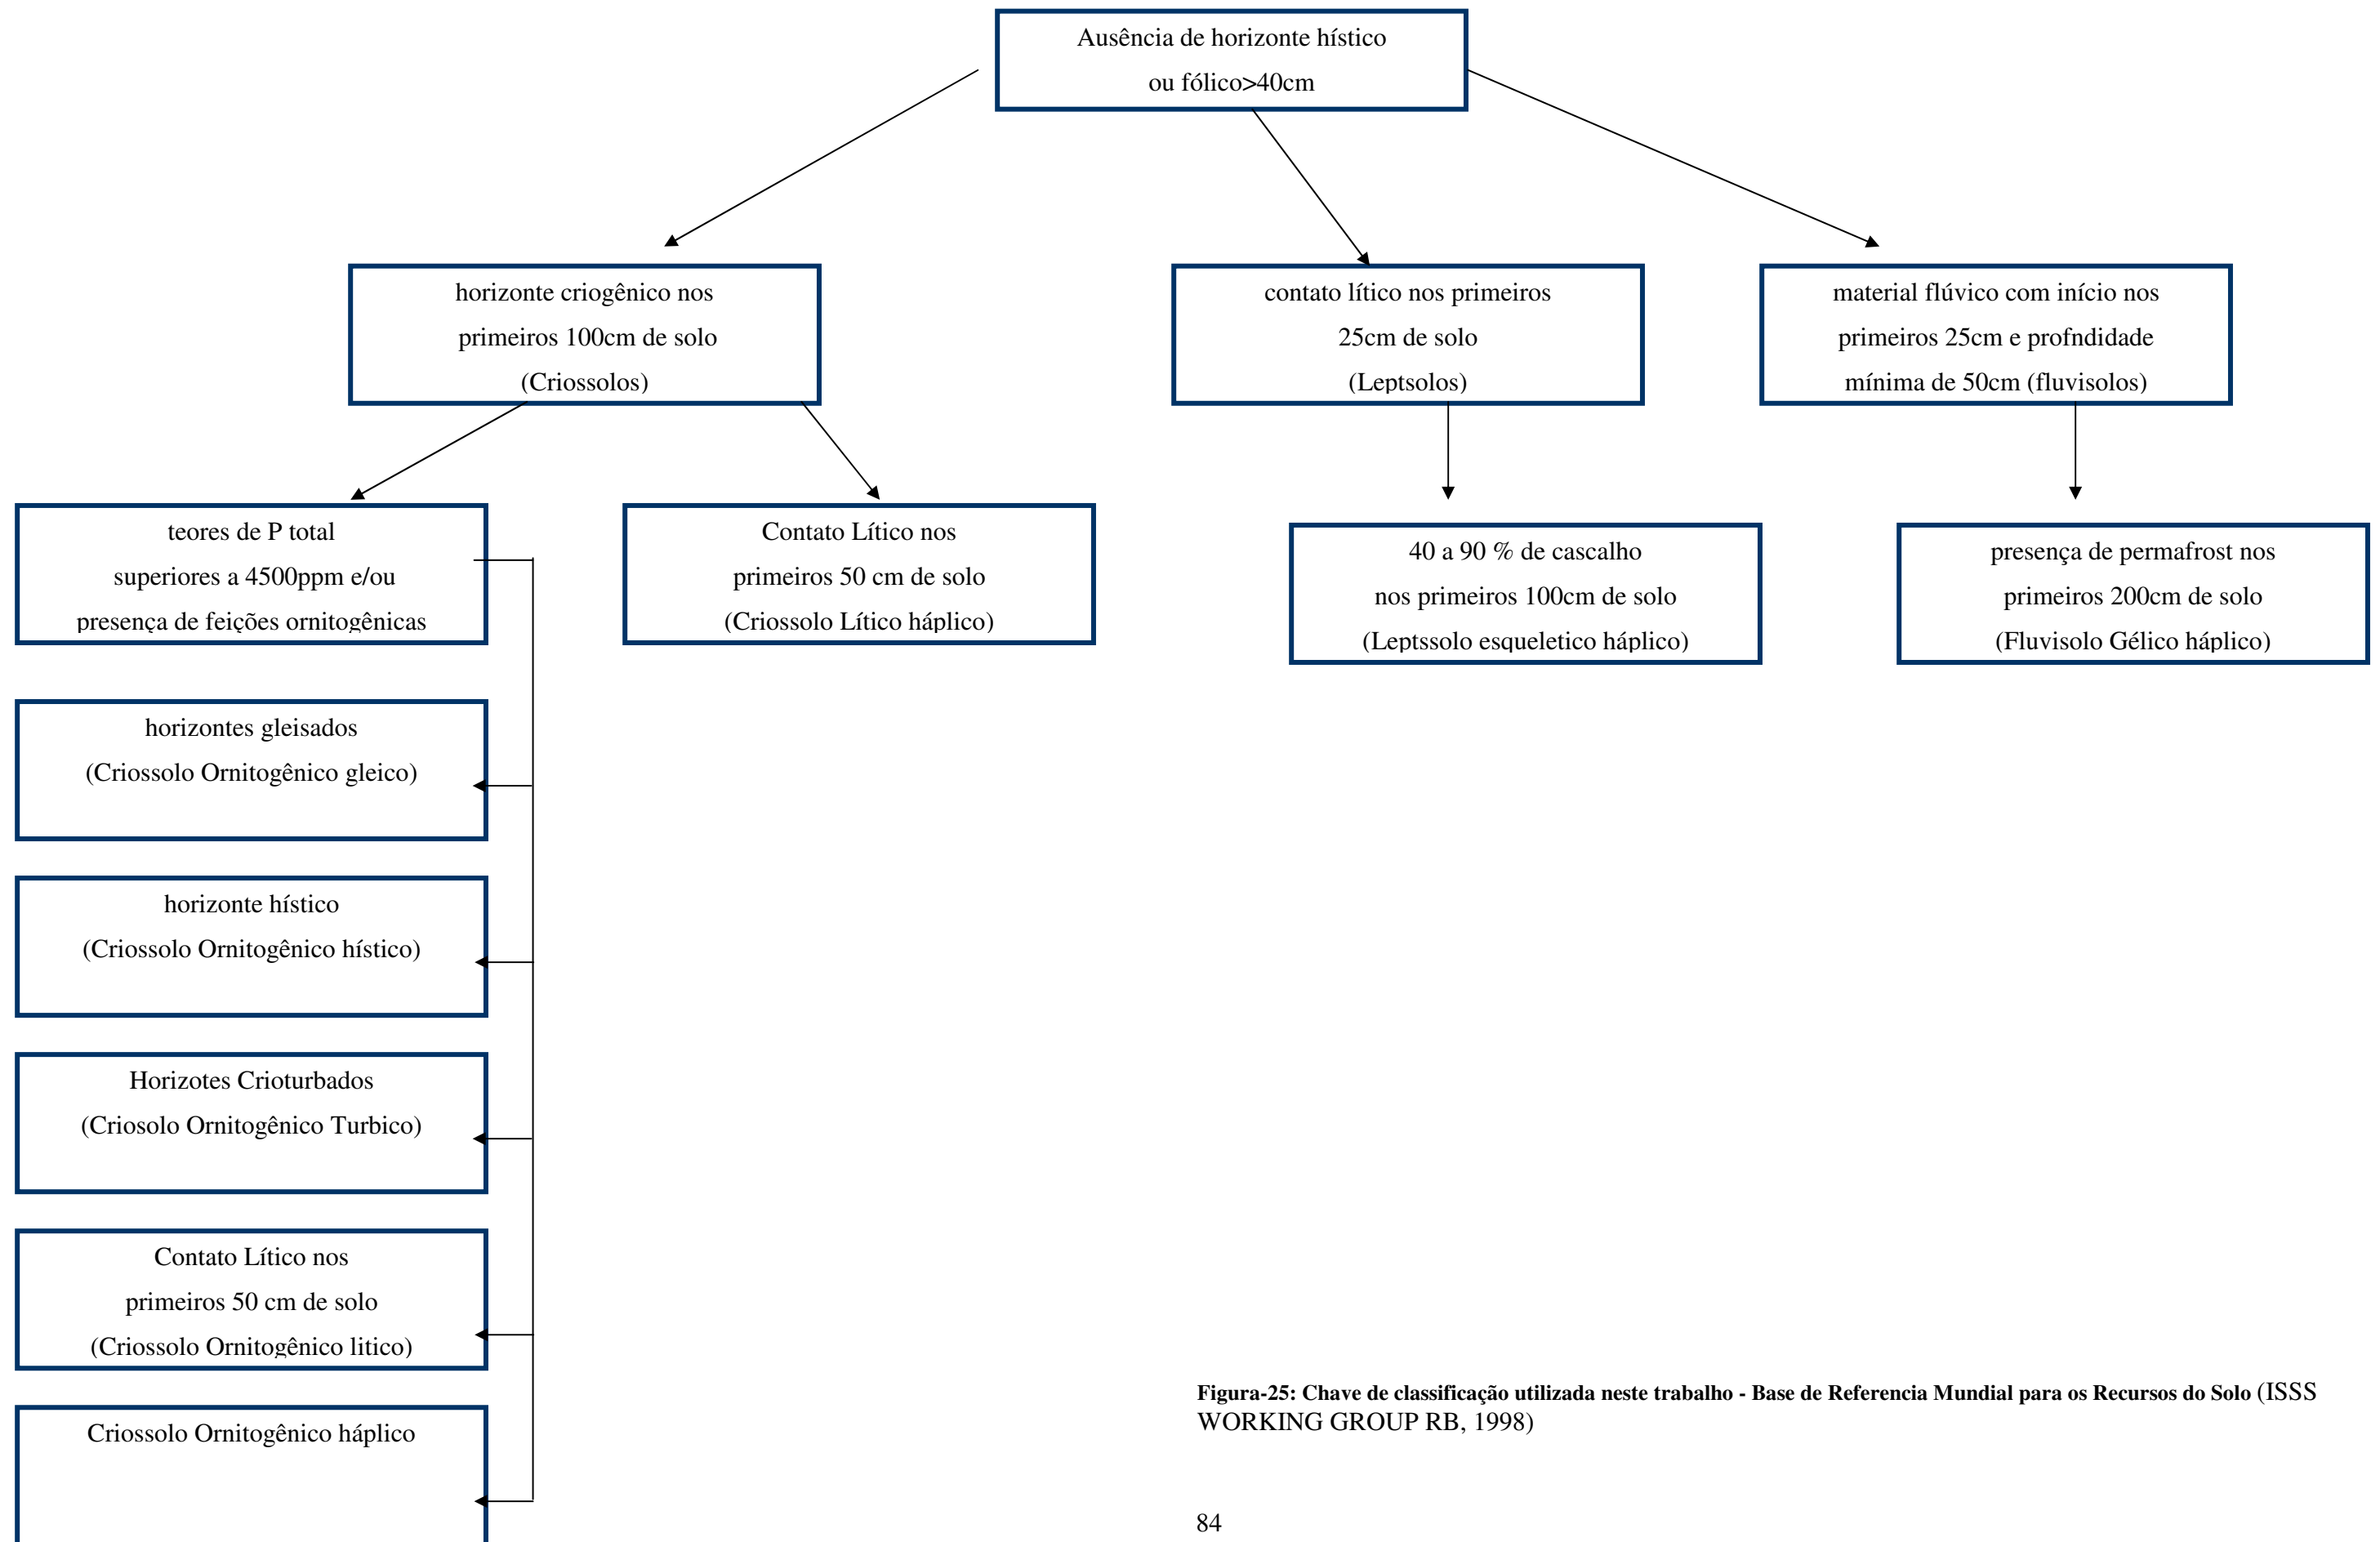 Ausência de horizonte hístico
ou fólico>40cm
horizonte criogênico nos
primeiros 100cm de solo
(Criossolos)
contato lítico nos primeiros
25cm de solo
(Leptsolos)
material flúvico com início nos
primeiros 25cm e profndidade
mínima de 50cm (fluvisolos)
teores de P total
superiores a 4500ppm e/ou
presença de feições ornitogênicas
Contato Lítico nos
primeiros 50 cm de solo
(Criossolo Lítico háplico)
40 a 90 % de cascalho
nos primeiros 100cm de solo
(Leptssolo esqueletico háplico)
presença de permafrost nos
primeiros 200cm de solo
(Fluvisolo Gélico háplico)
horizontes gleisados
(Criossolo Ornitogênico gleico)
horizonte hístico
(Criossolo Ornitogênico hístico)
Horizotes Crioturbados
(Criosolo Ornitogênico Turbico)
Contato Lítico nos
primeiros 50 cm de solo
(Criossolo Ornitogênico litico)
Criossolo Ornitogênico háplico
Figura-25: Chave de classificação utilizada neste trabalho - Base de Referencia Mundial para os Recursos do Solo (ISSS
WORKING GROUP RB, 1998)
84